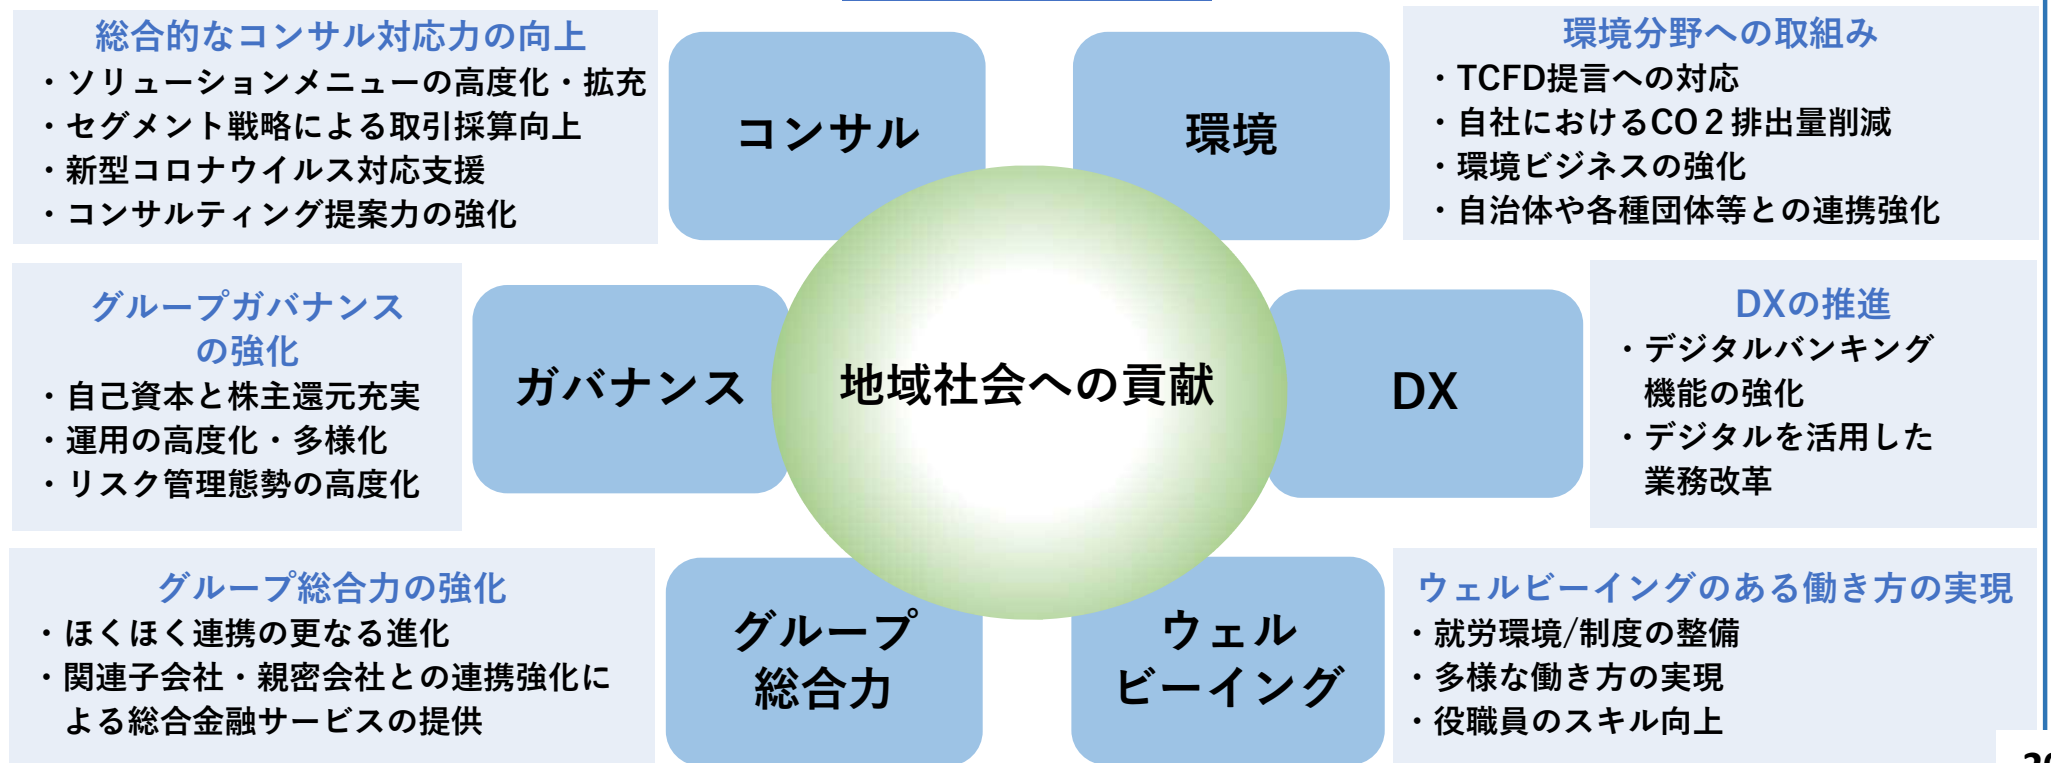 総合的なコンサル対応力の向上
・ソリューションメニューの高度化・拡充
・セグメント戦略による取引採算向上
・新型コロナウイルス対応支援
・コンサルティング提案力の強化
コンサル
環境
環境分野への取組み
・TCFD提言への対応
・自社におけるCO２排出量削減
・環境ビジネスの強化
・自治体や各種団体等との連携強化
グループガバナンス
の強化
・自己資本と株主還元充実
・運用の高度化・多様化
・リスク管理態勢の高度化
ガバナンス
地域社会への貢献
DX
DXの推進
・デジタルバンキング
機能の強化
・デジタルを活用した
業務改革
グループ総合力の強化
・ほくほく連携の更なる進化
・関連子会社・親密会社との連携強化に
よる総合金融サービスの提供
グループ
総合力
ウェル
ビーイング
ウェルビーイングのある働き方の実現
・就労環境/制度の整備
・多様な働き方の実現
・役職員のスキル向上